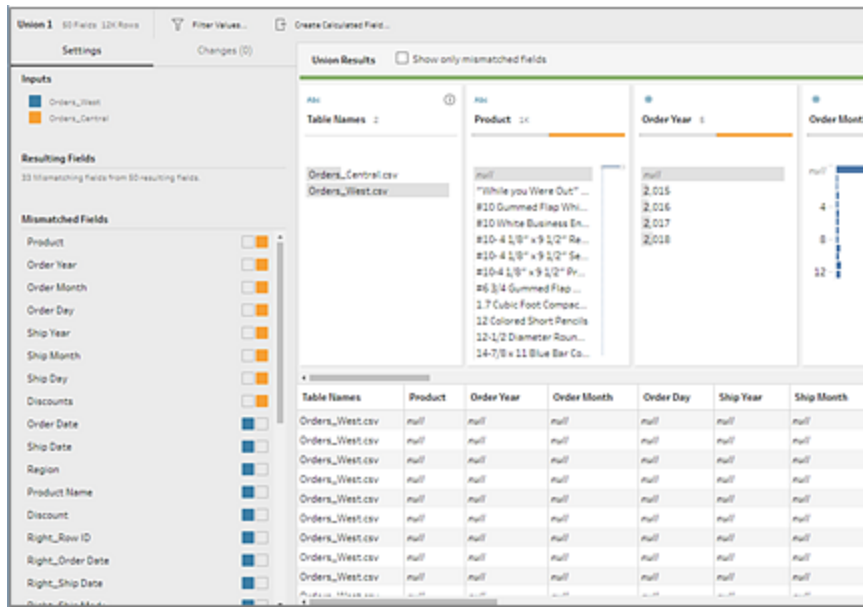 Union 1 50 Fields 12K Rows Filter Values... Create Calculated Field...
Settings Changes (0)
Union Results Show only mismatched fields
Inputs
Orders_West
Orders_Central
Resulting Fields
33 Mismatching fields from 50 resulting fields.
Mismatched Fields
Product
Order Year
Order Month
Order Day
Ship Year
Ship Month
Ship Day
Discounts
Order Date
Ship Date
Region
Product Name
Discount
Right_Row ID
Right_Order Date
Right_Ship Date
Right_Ship Mode
Abc
Table Names 2
Orders_Central.csv
Orders_West.csv
Abc
Product 1K
null
"While you Were Out" ...
#10 Gummed Flap Whi...
#10 White Business En...
#10- 4 1/8" x 9 1/2" Re...
#10- 4 1/8" x 9 1/2" Se...
#10-4 1/8" x 9 1/2" Pr...
#6 3/4 Gummed Flap ...
1.7 Cubic Foot Compac...
12 Colored Short Pencils
12-1/2 Diameter Roun...
14-7/8 x 11 Blue Bar Co...
#
Order Year 5
null
2,015
2,016
2,017
2,018
#
Order Mont
null
4
8
12
Table Names Product Order Year Order Month Order Day Ship Year Ship Month
Orders_West.csv null null null null null null
Orders_West.csv null null null null null null
Orders_West.csv null null null null null null
Orders_West.csv null null null null null null
Orders_West.csv null null null null null null
Orders_West.csv null null null null null null
Orders_West.csv null null null null null null
Orders_West.csv null null null null null null
Orders_West.csv null null null null null null